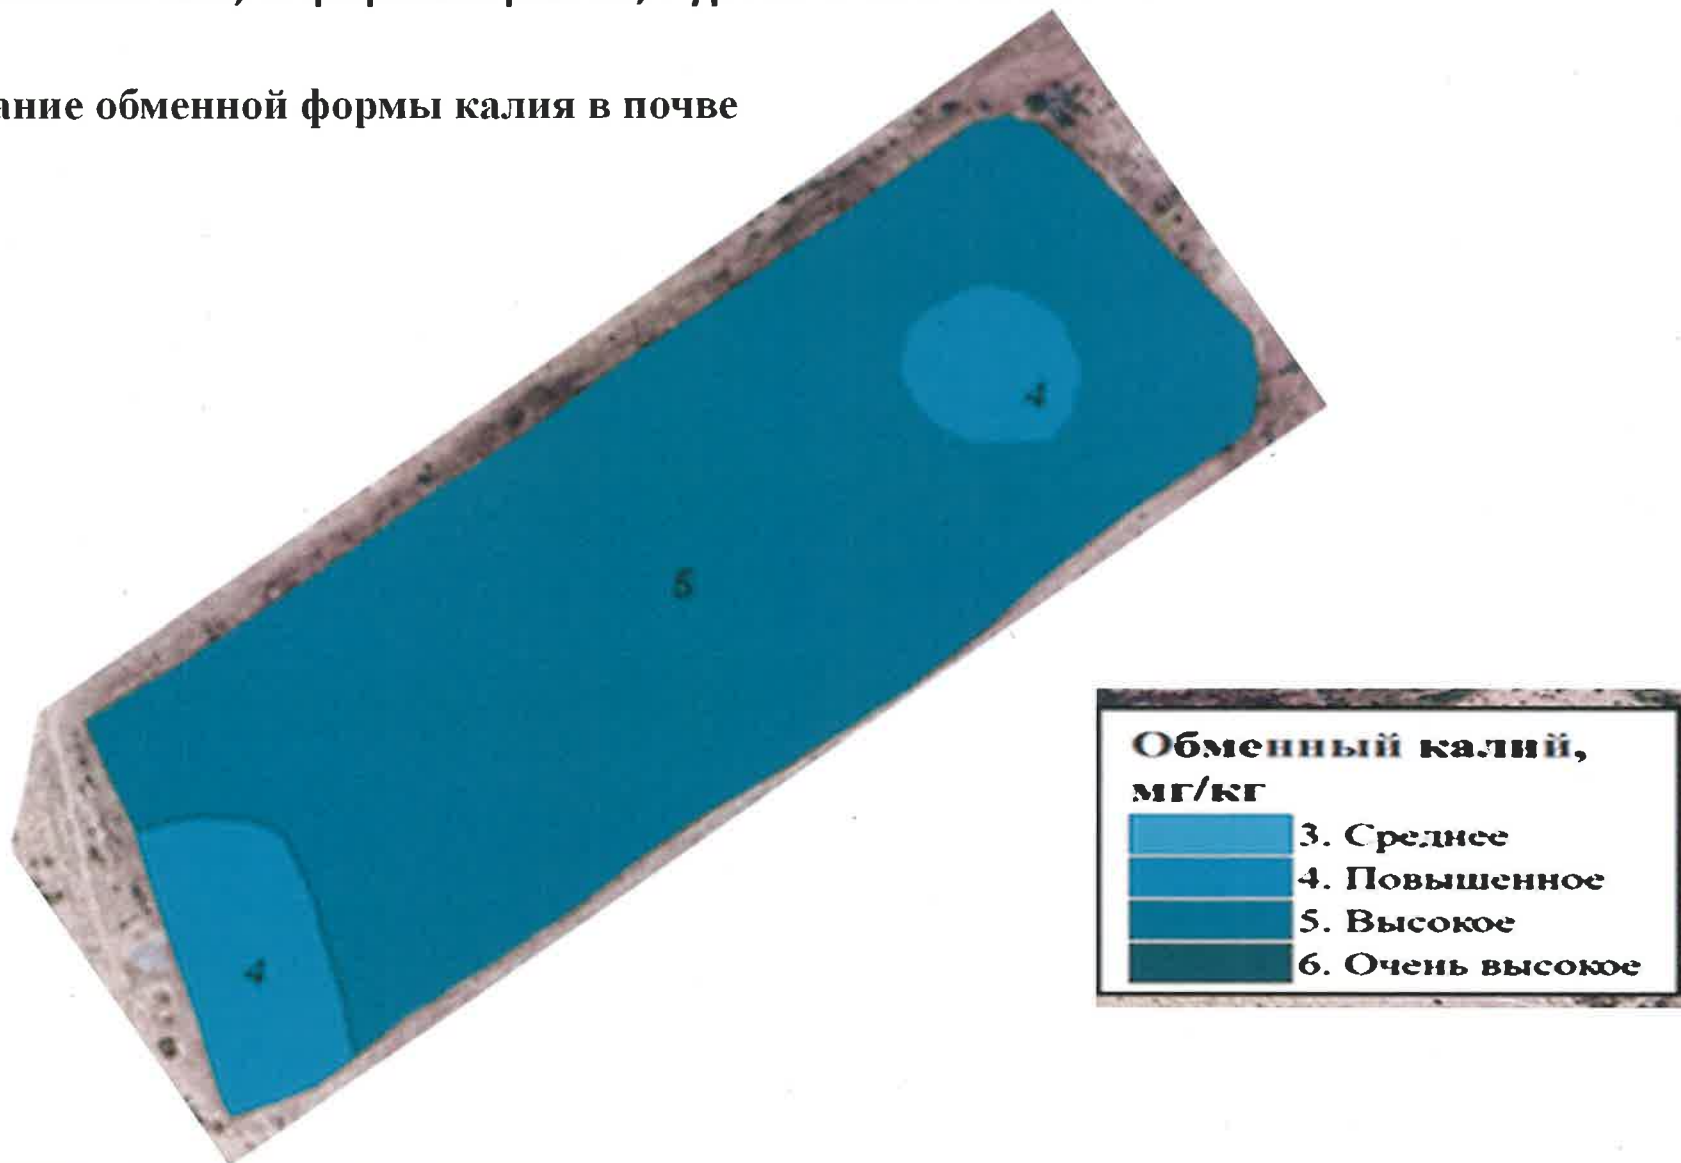 ание обменной формы калия в почве
4
5
4
Обменный калий,
мг/кг
3. Среднее
4. Повышенное
5. Высокое
6. Очень высокое